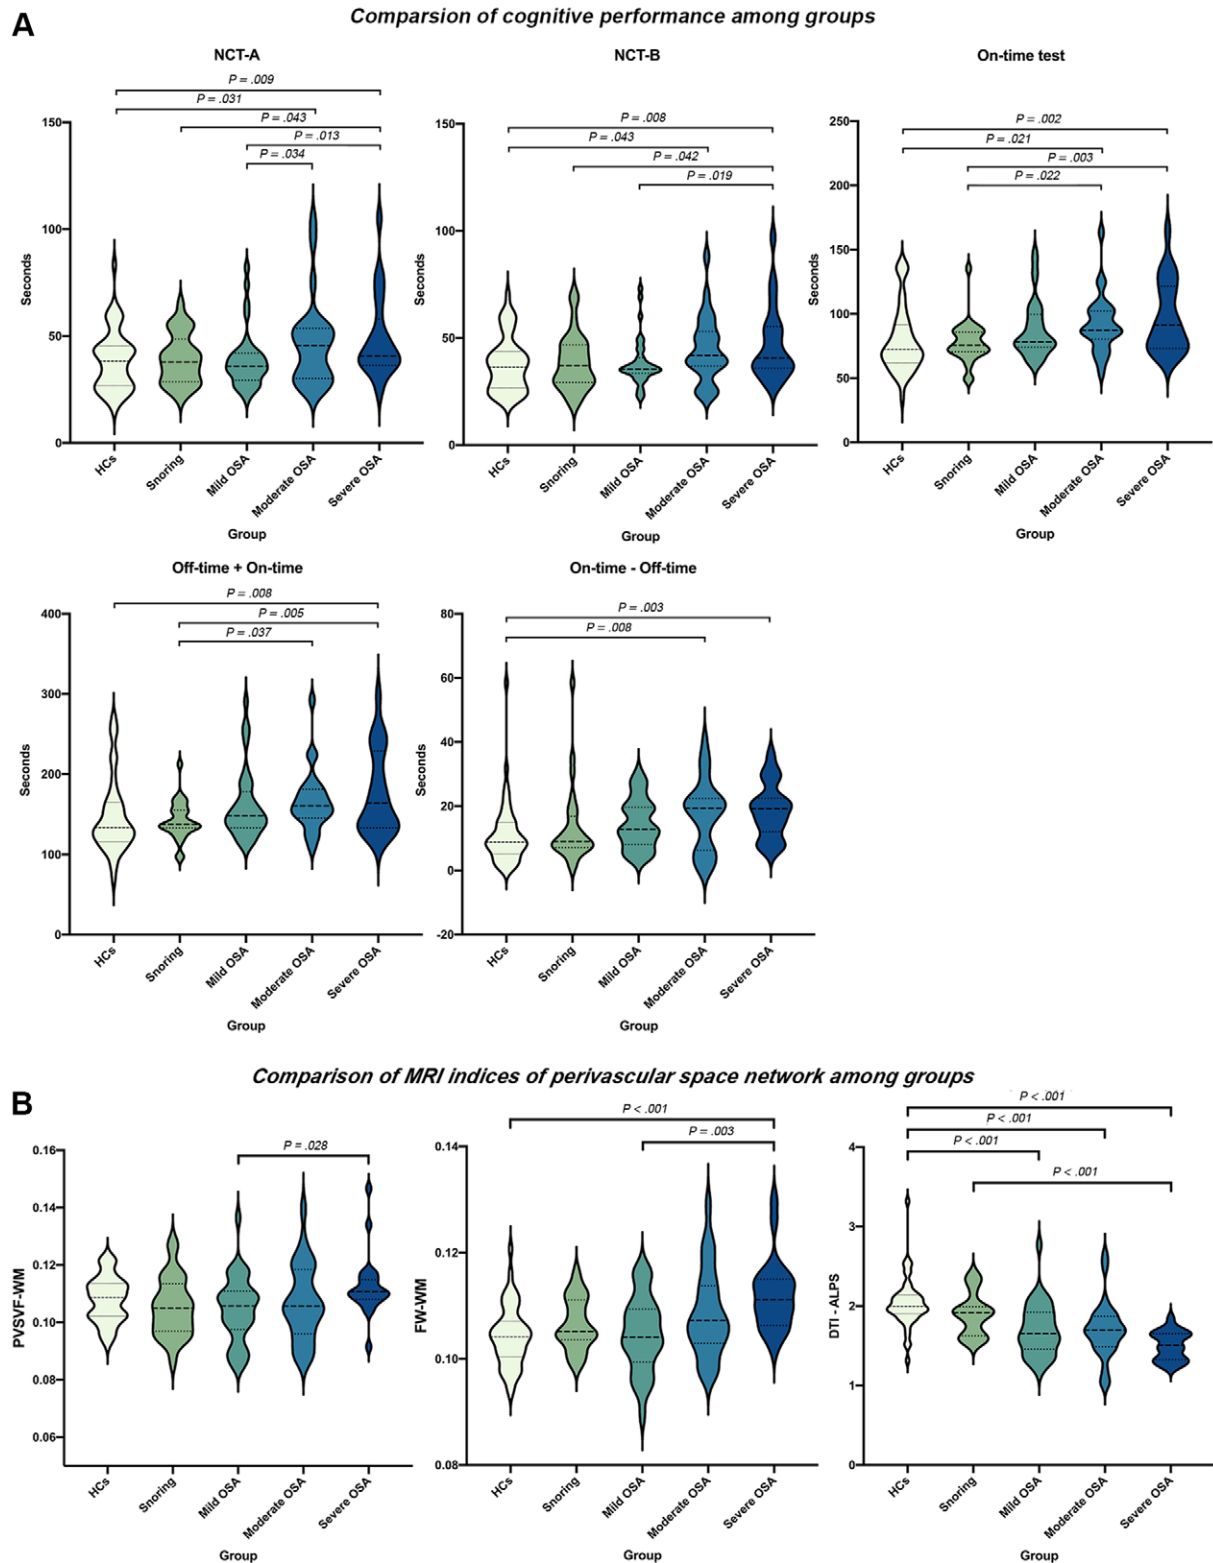 A
Comparsion of cognitive performance among groups
NCT-A
P = .009
P = .031
P = .043
P = .013
P = .034
150
100
50
0
Seconds
HCs
Snoring
Mild OSA
Moderate OSA
Severe OSA
Group
NCT-B
P = .008
P = .043
P = .042
P = .019
150
100
50
0
Seconds
HCs
Snoring
Mild OSA
Moderate OSA
Severe OSA
Group
On-time test
P = .002
P = .021
P = .003
P = .022
250
200
150
100
50
0
Seconds
HCs
Snoring
Mild OSA
Moderate OSA
Severe OSA
Group
Off-time + On-time
P = .008
P = .005
P = .037
400
300
200
100
0
Seconds
HCs
Snoring
Mild OSA
Moderate OSA
Severe OSA
Group
On-time - Off-time
P = .003
P = .008
80
60
40
20
0
-20
Seconds
HCs
Snoring
Mild OSA
Moderate OSA
Severe OSA
Group
B
Comparison of MRI indices of perivascular space network among groups
P = .028
0.16
0.14
0.12
0.10
0.08
0.06
PVSVF-WM
HCs
Snoring
Mild OSA
Moderate OSA
Severe OSA
Group
P < .001
P = .003
0.14
0.12
0.10
0.08
FW-WM
HCs
Snoring
Mild OSA
Moderate OSA
Severe OSA
Group
P < .001
P < .001
P < .001
P < .001
4
3
2
1
0
DTI - ALPS
HCs
Snoring
Mild OSA
Moderate OSA
Severe OSA
Group